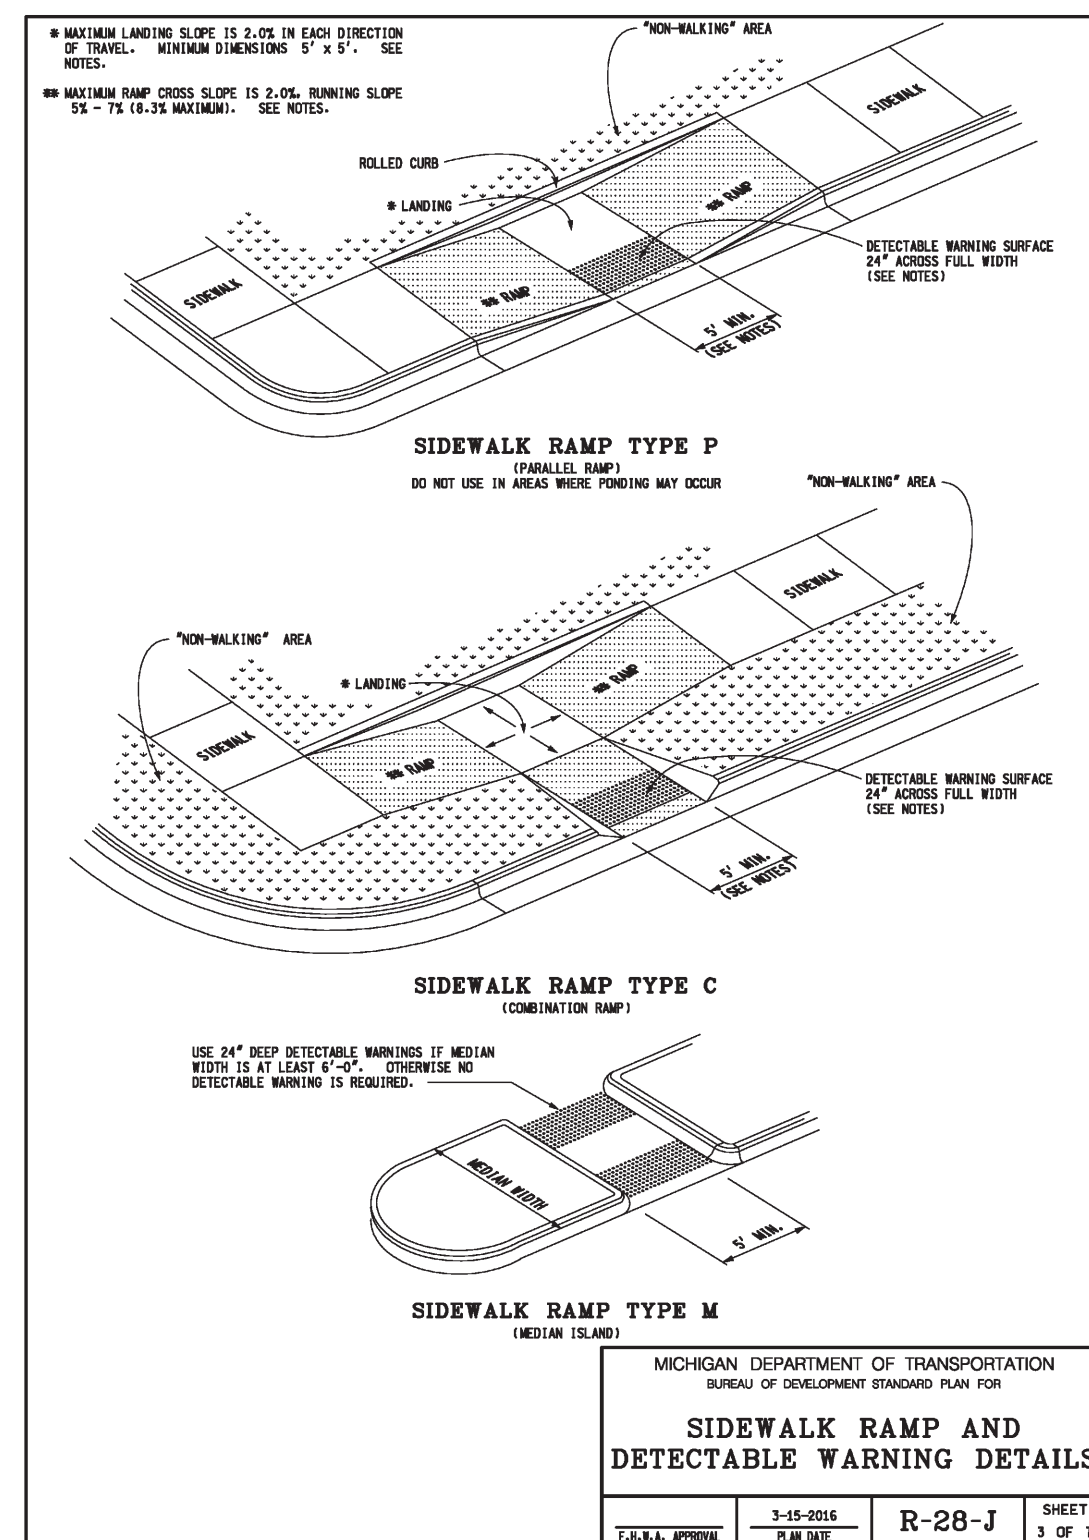 * MAXIMUM LANDING SLOPE IS 2.0% IN EACH DIRECTION
OF TRAVEL. MINIMUM DIMENSIONS 5' x 5'. SEE
NOTES.
** MAXIMUM RAMP CROSS SLOPE IS 2.0%, RUNNING SLOPE
5% - 7% (8.3% MAXIMUM). SEE NOTES.
"NON-WALKING" AREA
SIDEWALK
ROLLED CURB
* LANDING
** RAMP
DETECTABLE WARNING SURFACE
24" ACROSS FULL WIDTH
(SEE NOTES)
SIDEWALK
** RAMP
5' MIN.
(SEE NOTES)
SIDEWALK RAMP TYPE P
(PARALLEL RAMP)
DO NOT USE IN AREAS WHERE PONDING MAY OCCUR
"NON-WALKING" AREA
SIDEWALK
"NON-WALKING" AREA
* LANDING
** RAMP
SIDEWALK
** RAMP
DETECTABLE WARNING SURFACE
24" ACROSS FULL WIDTH
(SEE NOTES)
5' MIN.
(SEE NOTES)
SIDEWALK RAMP TYPE C
(COMBINATION RAMP)
USE 24" DEEP DETECTABLE WARNINGS IF MEDIAN
WIDTH IS AT LEAST 6'-0". OTHERWISE NO
DETECTABLE WARNING IS REQUIRED.
MEDIAN WIDTH
5' MIN.
SIDEWALK RAMP TYPE M
(MEDIAN ISLAND)
MICHIGAN DEPARTMENT OF TRANSPORTATION
BUREAU OF DEVELOPMENT STANDARD PLAN FOR
SIDEWALK RAMP AND
DETECTABLE WARNING DETAILS
F.H.W.A. APPROVAL
3-15-2016
PLAN DATE
R-28-J
SHEET
3 OF